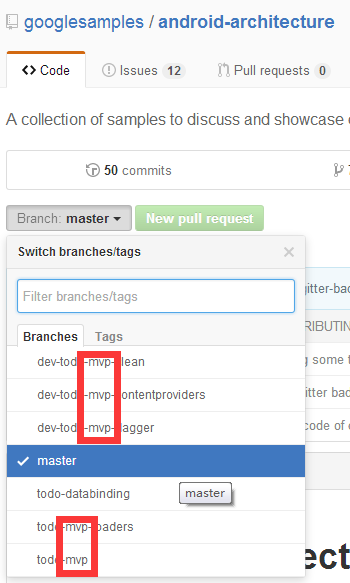 googlesamples / android-architecture
Code Issues 12 Pull requests 0
A collection of samples to discuss and showcase
50 commits
Branch: master New pull request
Switch branches/tags
Filter branches/tags
gitter-bad
Branches Tags
RIBUTIN
dev-todo-mvp-clean
g some t
dev-todo-mvp-contentproviders
itter bad
dev-todo-mvp-dagger
code of c
master
todo-databinding
master
todo-mvp-loaders
todo-mvp
ect